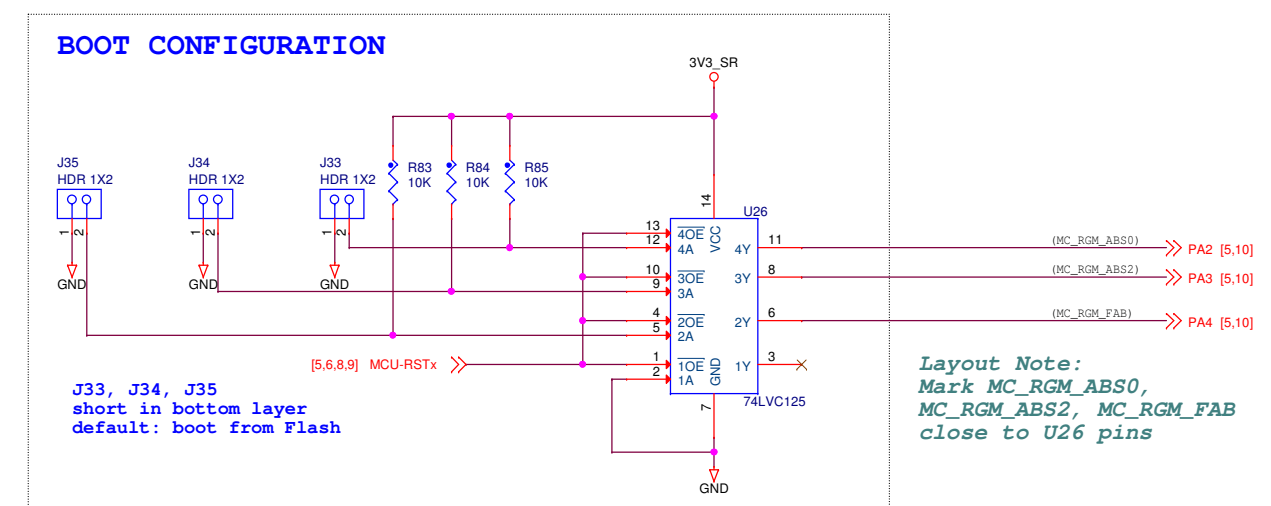 BOOT CONFIGURATION
3V3_SR
J35
HDR 1X2
J34
HDR 1X2
J33
HDR 1X2
R83
10K
R84
10K
R85
10K
1
2
1
2
1
2
GND
GND
GND
14
U26
VCC
13
4OE
12
4A
4Y
11
(MC_RGM_ABS0)
PA2 [5,10]
10
3OE
9
3A
3Y
8
(MC_RGM_ABS2)
PA3 [5,10]
4
2OE
5
2A
2Y
6
(MC_RGM_FAB)
PA4 [5,10]
[5,6,8,9] MCU-RSTx
1
1OE
2
1A
GND
1Y
3
7
74LVC125
GND
J33, J34, J35
short in bottom layer
default: boot from Flash
Layout Note:
Mark MC_RGM_ABS0,
MC_RGM_ABS2, MC_RGM_FAB
close to U26 pins